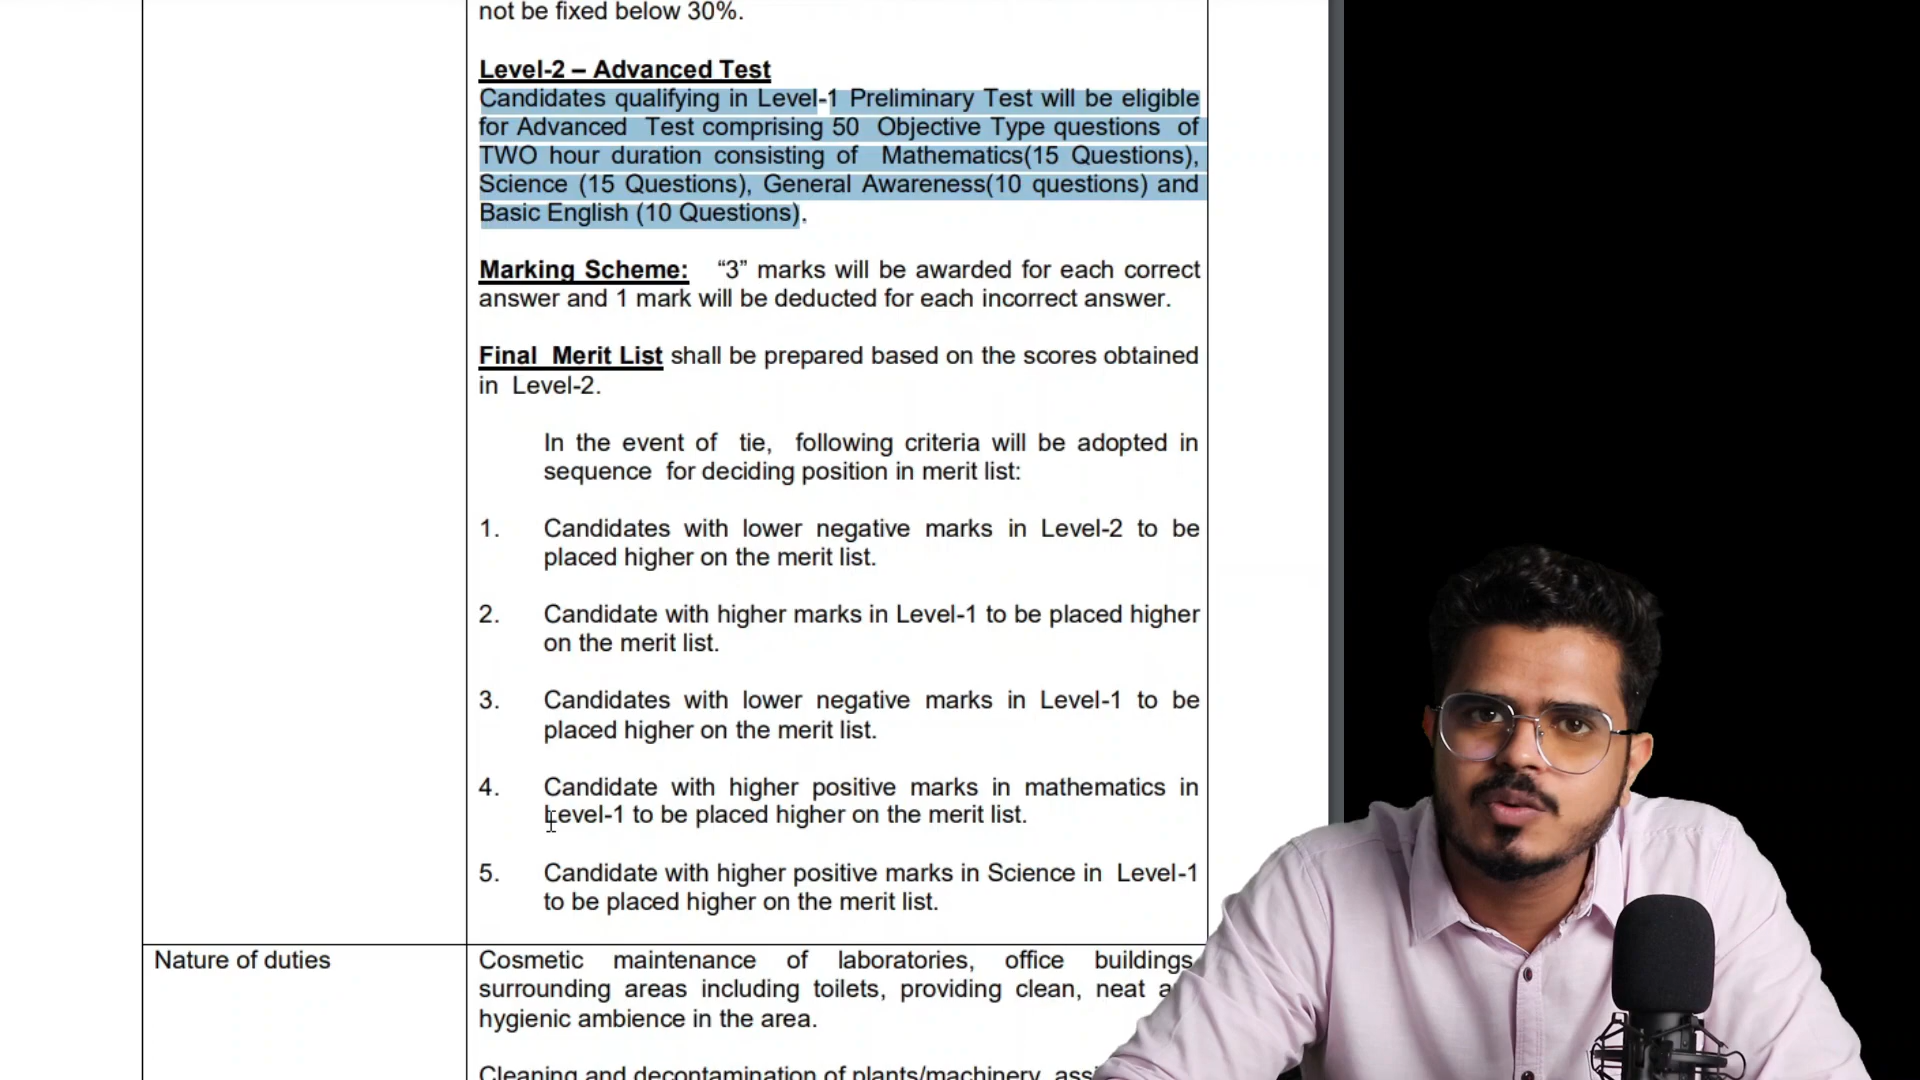 not be fixed below 30%.
Level-2 – Advanced Test
Candidates qualifying in Level-1 Preliminary Test will be eligible
for Advanced Test comprising 50 Objective Type questions of
TWO hour duration consisting of Mathematics(15 Questions),
Science (15 Questions), General Awareness(10 questions) and
Basic English (10 Questions).
Marking Scheme: “3” marks will be awarded for each correct
answer and 1 mark will be deducted for each incorrect answer.
Final Merit List shall be prepared based on the scores obtained
in Level-2.
In the event of tie, following criteria will be adopted in
sequence for deciding position in merit list:
1. Candidates with lower negative marks in Level-2 to be
placed higher on the merit list.
2. Candidate with higher marks in Level-1 to be placed higher
on the merit list.
3. Candidates with lower negative marks in Level-1 to be
placed higher on the merit list.
4. Candidate with higher positive marks in mathematics in
Level-1 to be placed higher on the merit list.
5. Candidate with higher positive marks in Science in Level-1
to be placed higher on the merit list.
Nature of duties
Cosmetic maintenance of laboratories, office buildings
surrounding areas including toilets, providing clean, neat
hygienic ambience in the area.
Cleaning and decontamination of plants/machinery,